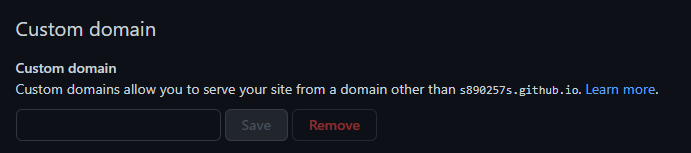 Custom domain
Custom domain
Custom domains allow you to serve your site from a domain other than s890257s.github.io. Learn more.
Save Remove